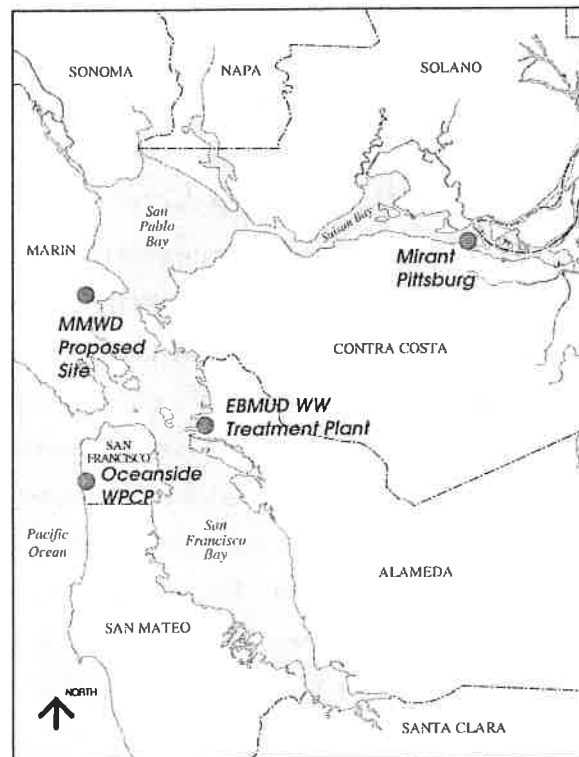 SONOMA
NAPA
SOLANO
San
Pablo
Bay
Suisun Bay
MARIN
Mirant
Pittsburg
MMWD
Proposed
Site
CONTRA COSTA
EBMUD WW
Treatment Plant
SAN
FRANCISCO
Oceanside
WPCP
Pacific
Ocean
San
Francisco
Bay
ALAMEDA
SAN MATEO
NORTH
SANTA CLARA